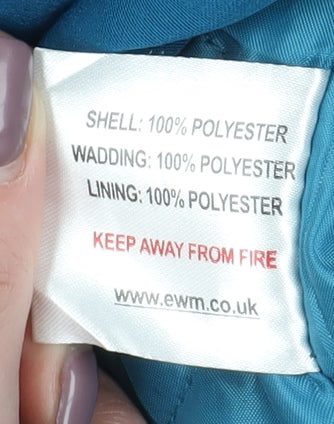 SHELL: 100% POLYESTER
WADDING: 100% POLYESTER
LINING: 100% POLYESTER
KEEP AWAY FROM FIRE
www.ewm.co.uk